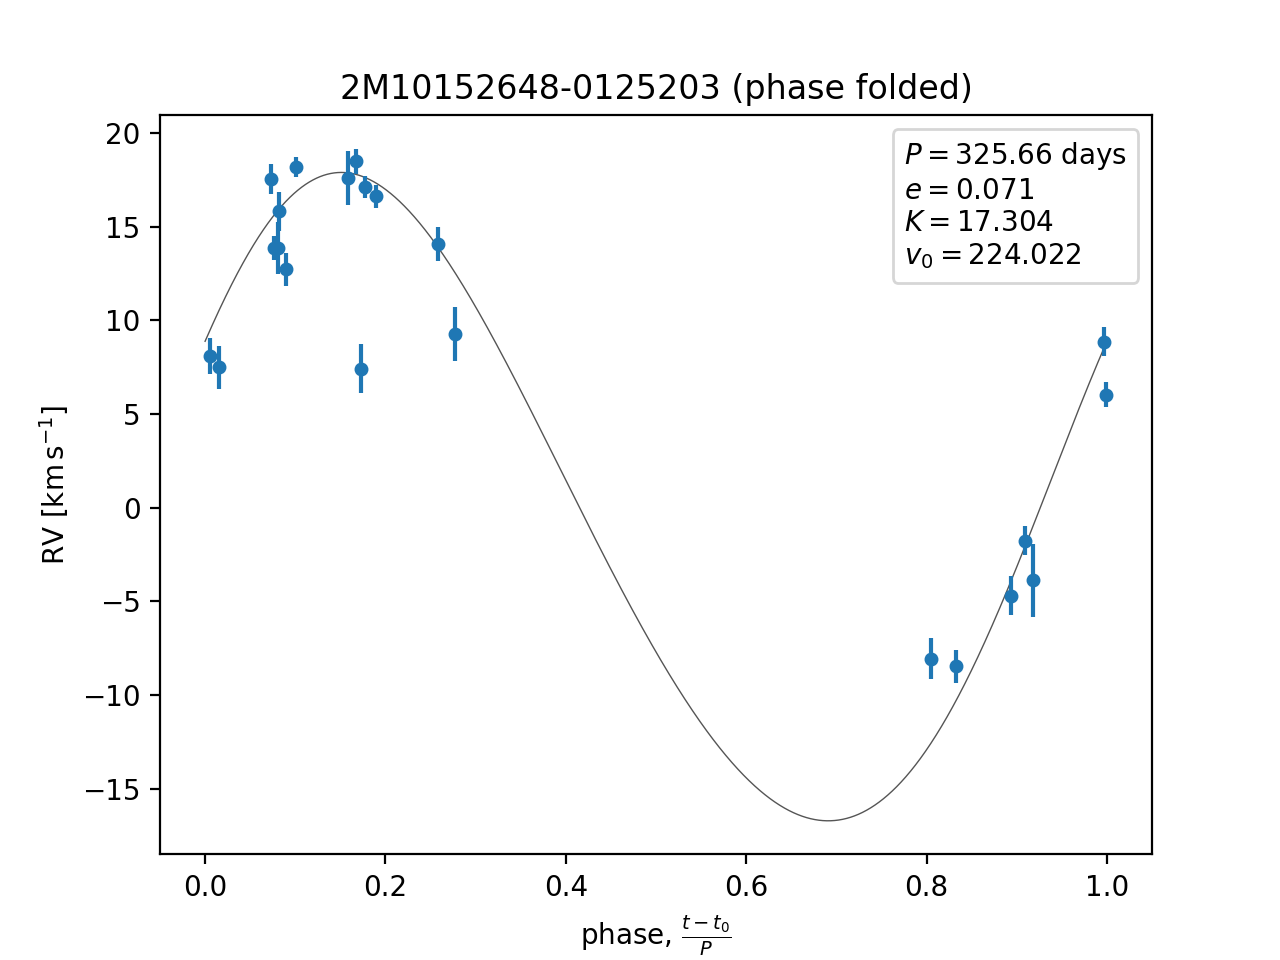 2M10152648-0125203 (phase folded)
P = 325.66 days
e = 0.071
K = 17.304
v₀ = 224.022
RV [km s⁻¹]
20
15
10
5
0
−5
−10
−15
0.0 0.2 0.4 0.6 0.8 1.0
phase, (t − t₀)/P